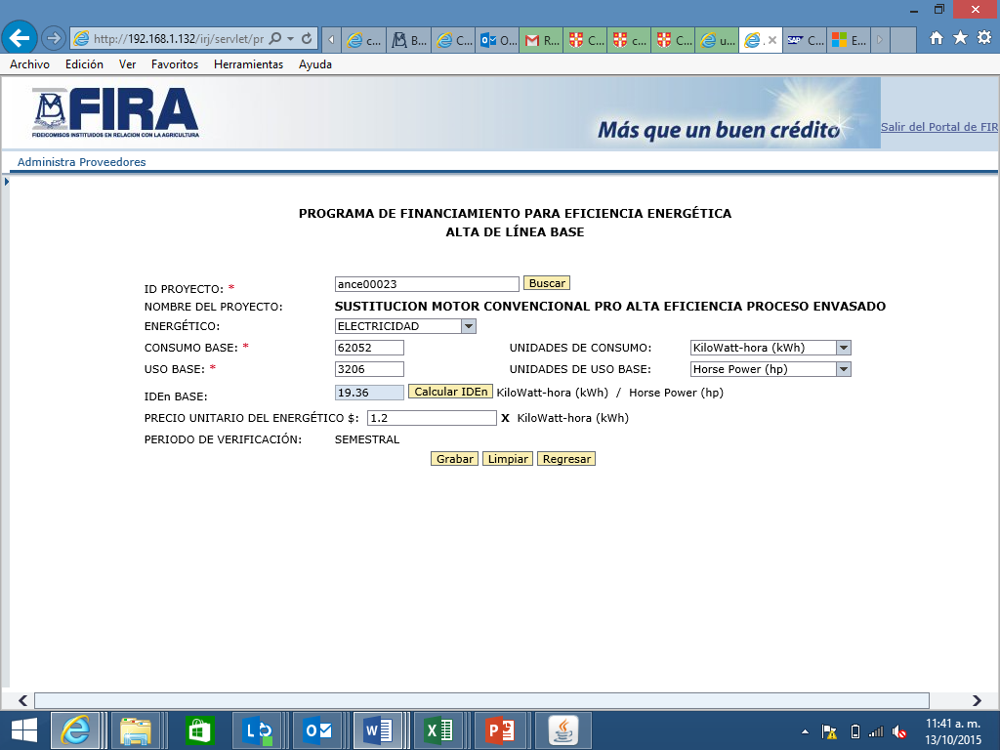 http://192.168.1.132/irj/servlet/pr
c...
B...
C...
O...
R...
C...
c...
C...
u...
SAP C...
E...
Archivo Edición Ver Favoritos Herramientas Ayuda
FIRA
FIDEICOMISOS INSTITUIDOS EN RELACION CON LA AGRICULTURA
Más que un buen crédito
Salir del Portal de FIR
Administra Proveedores
PROGRAMA DE FINANCIAMIENTO PARA EFICIENCIA ENERGÉTICA
ALTA DE LÍNEA BASE
ID PROYECTO: * ance00023 Buscar
NOMBRE DEL PROYECTO: SUSTITUCION MOTOR CONVENCIONAL PRO ALTA EFICIENCIA PROCESO ENVASADO
ENERGÉTICO: ELECTRICIDAD
CONSUMO BASE: * 62052 UNIDADES DE CONSUMO: KiloWatt-hora (kWh)
USO BASE: * 3206 UNIDADES DE USO BASE: Horse Power (hp)
IDEn BASE: 19.36 Calcular IDEn KiloWatt-hora (kWh) / Horse Power (hp)
PRECIO UNITARIO DEL ENERGÉTICO $: 1.2 X KiloWatt-hora (kWh)
PERIODO DE VERIFICACIÓN: SEMESTRAL
Grabar Limpiar Regresar
11:41 a. m.
13/10/2015